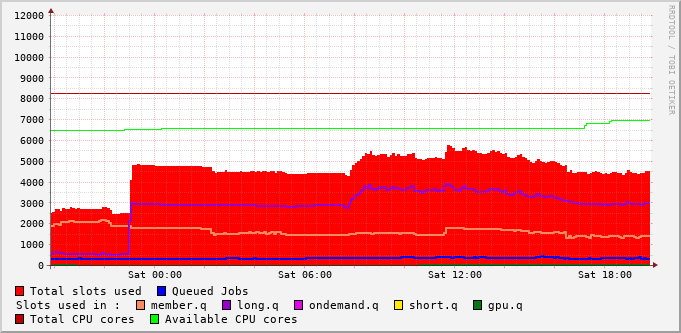 12000
11000
10000
9000
8000
7000
6000
5000
4000
3000
2000
1000
0
Sat 00:00 Sat 06:00 Sat 12:00 Sat 18:00
RRDTOOL / TOBI OETIKER
Total slots used Queued Jobs
Slots used in : member.q long.q ondemand.q short.q gpu.q
Total CPU cores Available CPU cores